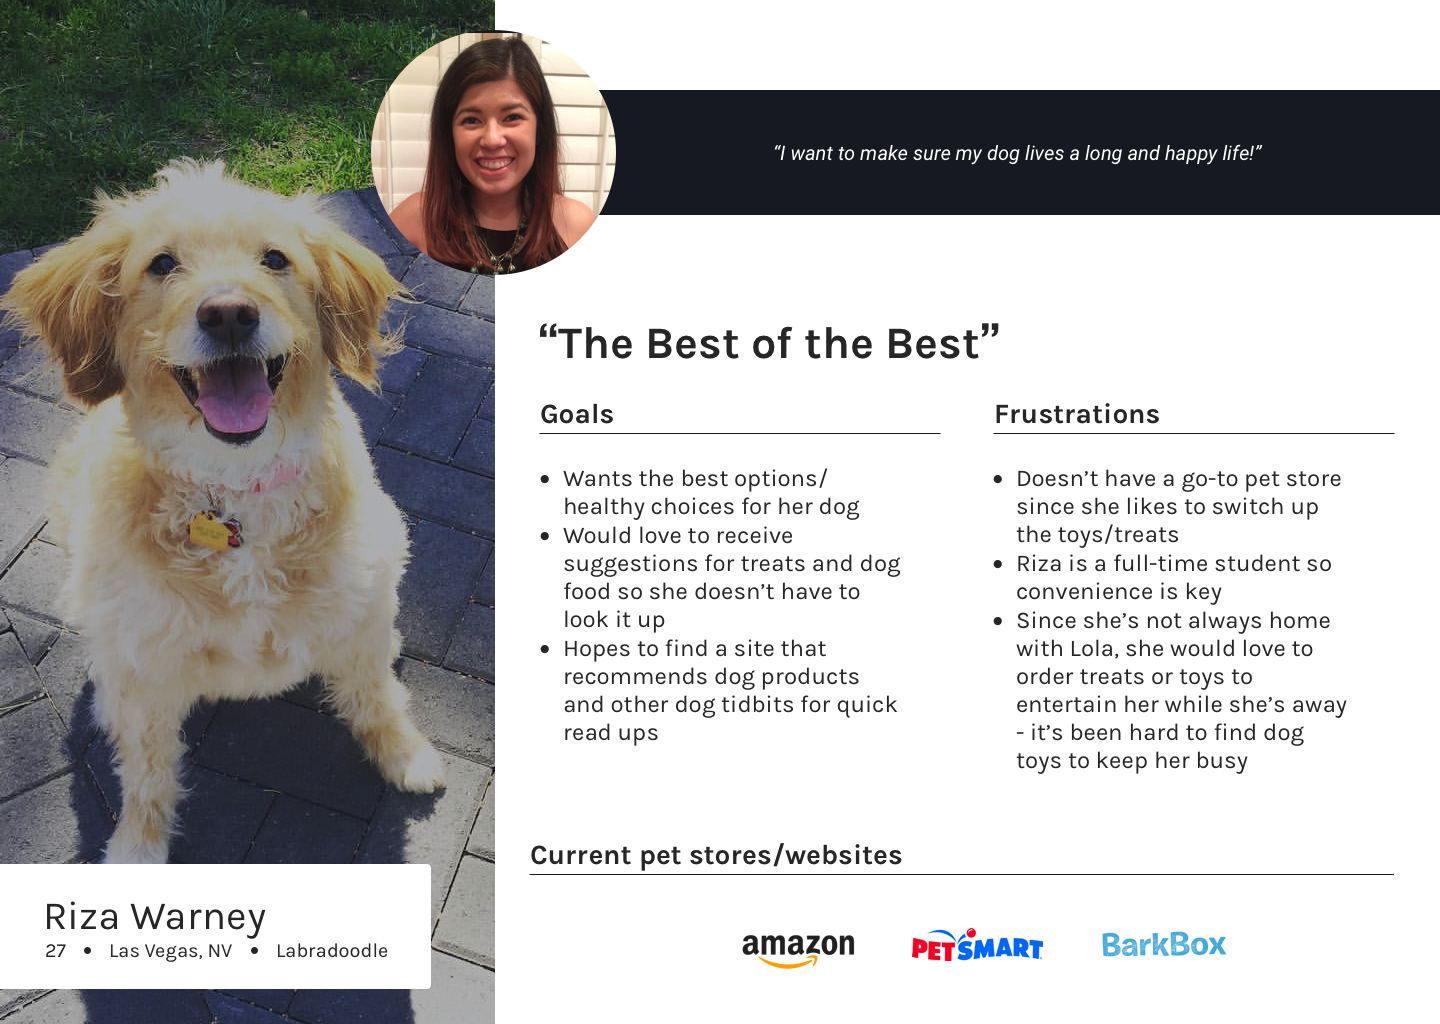 “I want to make sure my dog lives a long and happy life!”
“The Best of the Best”
Goals
• Wants the best options/
healthy choices for her dog
• Would love to receive
suggestions for treats and dog
food so she doesn’t have to
look it up
• Hopes to find a site that
recommends dog products
and other dog tidbits for quick
read ups
Frustrations
• Doesn’t have a go-to pet store
since she likes to switch up
the toys/treats
• Riza is a full-time student so
convenience is key
• Since she’s not always home
with Lola, she would love to
order treats or toys to
entertain her while she’s away
- it’s been hard to find dog
toys to keep her busy
Current pet stores/websites
amazon PETSMART BarkBox
Riza Warney
27 • Las Vegas, NV • Labradoodle